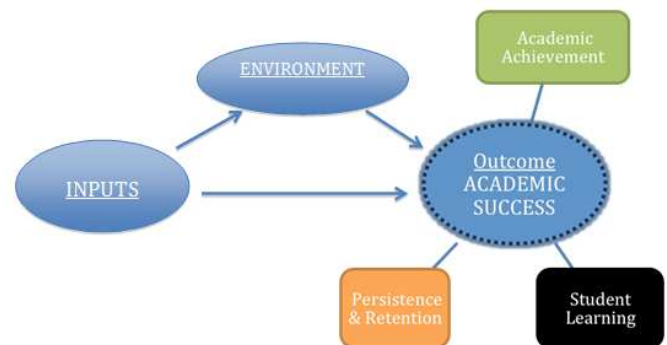 Academic
Achievement
ENVIRONMENT
Outcome
ACADEMIC
SUCCESS
INPUTS
Persistence
& Retention
Student
Learning